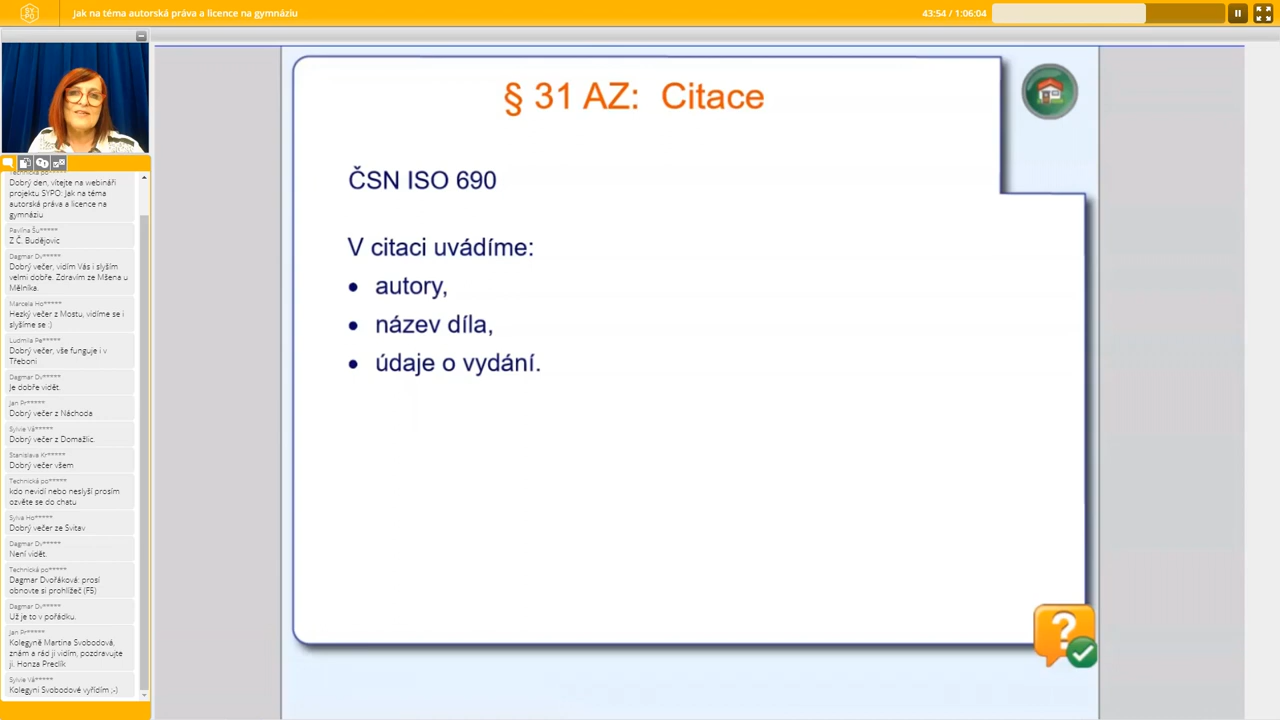 SY
PO
Jak na téma autorská práva a licence na gymnáziu
43:54 / 1:06:04
Technická po*****
Dobrý den, vítejte na webináři
projektu SYPO: Jak na téma
autorská práva a licence na
gymnáziu
Pavlína Šu*****
Z Č. Budějovic
Dagmar Dv*****
Dobrý večer, vidím Vás i slyším
velmi dobře. Zdravím ze Mšena u
Mělníka.
Marcela Ho*****
Hezký večer z Mostu, vidíme se i
slyšíme se :)
Ludmila Pe*****
Dobrý večer, vše funguje i v
Třeboni
Dagmar Dv*****
Je dobře vidět.
Jan Pr*****
Dobrý večer z Náchoda
Sylvie Vá*****
Dobrý večer z Domažlic.
Stanislava Kr*****
Dobrý večer všem
Technická po*****
kdo nevidí nebo neslyší prosím
ozvěte se do chatu
Sylva Ho*****
Dobrý večer ze Svitav
Dagmar Dv*****
Není vidět.
Technická po*****
Dagmar Dvořáková: prosí
obnovte si prohlížeč (F5)
Dagmar Dv*****
Už je to v pořádku.
Jan Pr*****
Kolegyně Martina Svobodová,
znám a rád ji vidím, pozdravujte
ji. Honza Preclík
Sylvie Vá*****
Kolegyni Svobodové vyřídím ;-)
§ 31 AZ: Citace
ČSN ISO 690
V citaci uvádíme:
• autory,
• název díla,
• údaje o vydání.
?